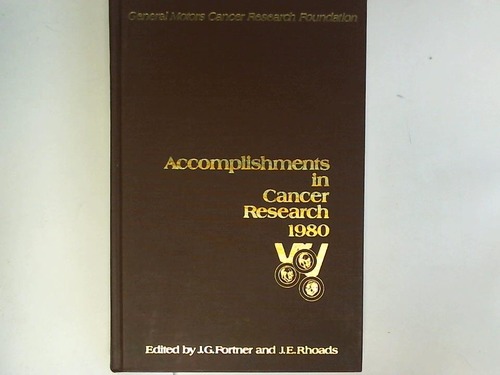 General Motors Cancer Research Foundation
Accomplishments
in
Cancer
Research
1980
Edited by J.G. Fortner and J.E. Rhoads